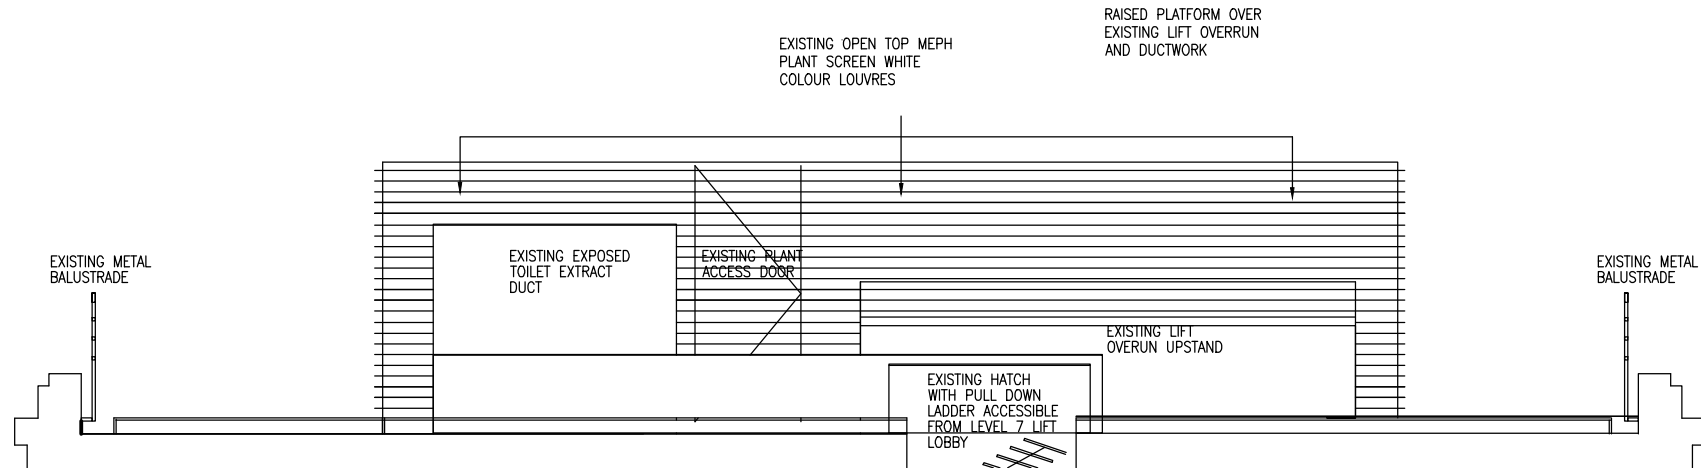 RAISED PLATFORM OVER
EXISTING LIFT OVERRUN
AND DUCTWORK
EXISTING OPEN TOP MEPH
PLANT SCREEN WHITE
COLOUR LOUVRES
EXISTING METAL
BALUSTRADE
EXISTING EXPOSED
TOILET EXTRACT
DUCT
EXISTING PLANT
ACCESS DOOR
EXISTING METAL
BALUSTRADE
EXISTING LIFT
OVERUN UPSTAND
EXISTING HATCH
WITH PULL DOWN
LADDER ACCESSIBLE
FROM LEVEL 7 LIFT
LOBBY